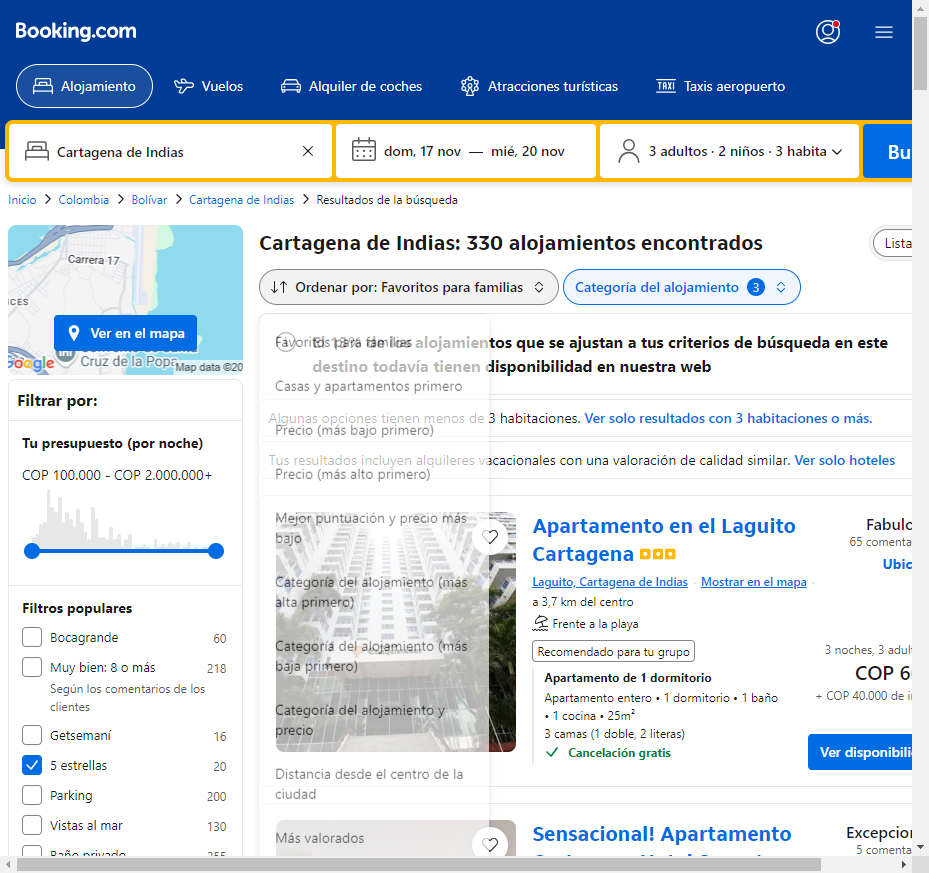 Booking.com
Alojamiento
Vuelos
Alquiler de coches
Atracciones turísticas
TAXI Taxis aeropuerto
Cartagena de Indias
dom, 17 nov — mié, 20 nov
3 adultos · 2 niños · 3 habita
Bu
Inicio > Colombia > Bolívar > Cartagena de Indias > Resultados de la búsqueda
Carrera 17
ICES
Ver en el mapa
Cruz de la Popa
Google
Map data ©20
Filtrar por:
Tu presupuesto (por noche)
COP 100.000 - COP 2.000.000+
Filtros populares
Bocagrande 60
Muy bien: 8 o más 218
Según los comentarios de los
clientes
Getsemaní 16
5 estrellas 20
Parking 200
Vistas al mar 130
Baño privado 255
Cartagena de Indias: 330 alojamientos encontrados
Lista
Ordenar por: Favoritos para familias
Categoría del alojamiento 3
Favoritos para familias
Casas y apartamentos primero
Precio (más bajo primero)
Precio (más alto primero)
Mejor puntuación y precio más
bajo
Categoría del alojamiento (más
alta primero)
Categoría del alojamiento (más
baja primero)
Categoría del alojamiento y
precio
Distancia desde el centro de la
ciudad
Más valorados
El 13% de los alojamientos que se ajustan a tus criterios de búsqueda en este
destino todavía tienen disponibilidad en nuestra web
Algunas opciones tienen menos de 3 habitaciones. Ver solo resultados con 3 habitaciones o más.
Tus resultados incluyen alquileres vacacionales con una valoración de calidad similar. Ver solo hoteles
Apartamento en el Laguito
Cartagena
Laguito, Cartagena de Indias · Mostrar en el mapa ·
a 3,7 km del centro
Frente a la playa
Recomendado para tu grupo
Apartamento de 1 dormitorio
Apartamento entero • 1 dormitorio • 1 baño
• 1 cocina • 25m²
3 camas (1 doble, 2 literas)
Cancelación gratis
Fabulo
65 comenta
Ubic
3 noches, 3 adult
COP 6
+ COP 40.000 de i
Ver disponibili
Sensacional! Apartamento
Excepcion
5 comenta